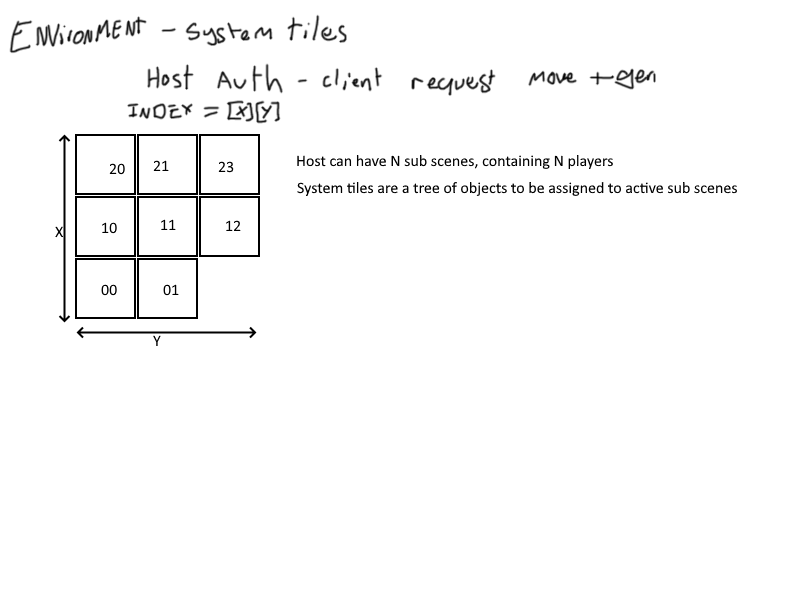 ENVironMENt - System tiles
Host Auth - client request move + gen
INDEX = [X][Y]
20 21 23
Host can have N sub scenes, containing N players
System tiles are a tree of objects to be assigned to active sub scenes
X
10 11 12
00 01
Y